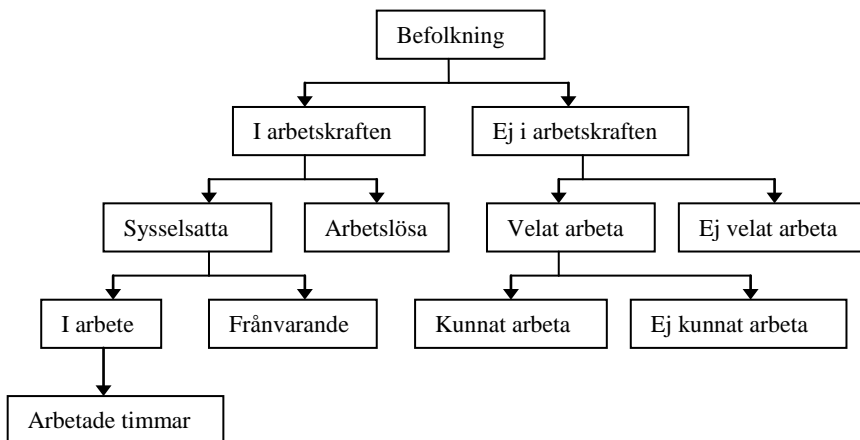 Befolkning
I arbetskraften
Ej i arbetskraften
Sysselsatta
Arbetslösa
Velat arbeta
Ej velat arbeta
I arbete
Frånvarande
Kunnat arbeta
Ej kunnat arbeta
Arbetade timmar